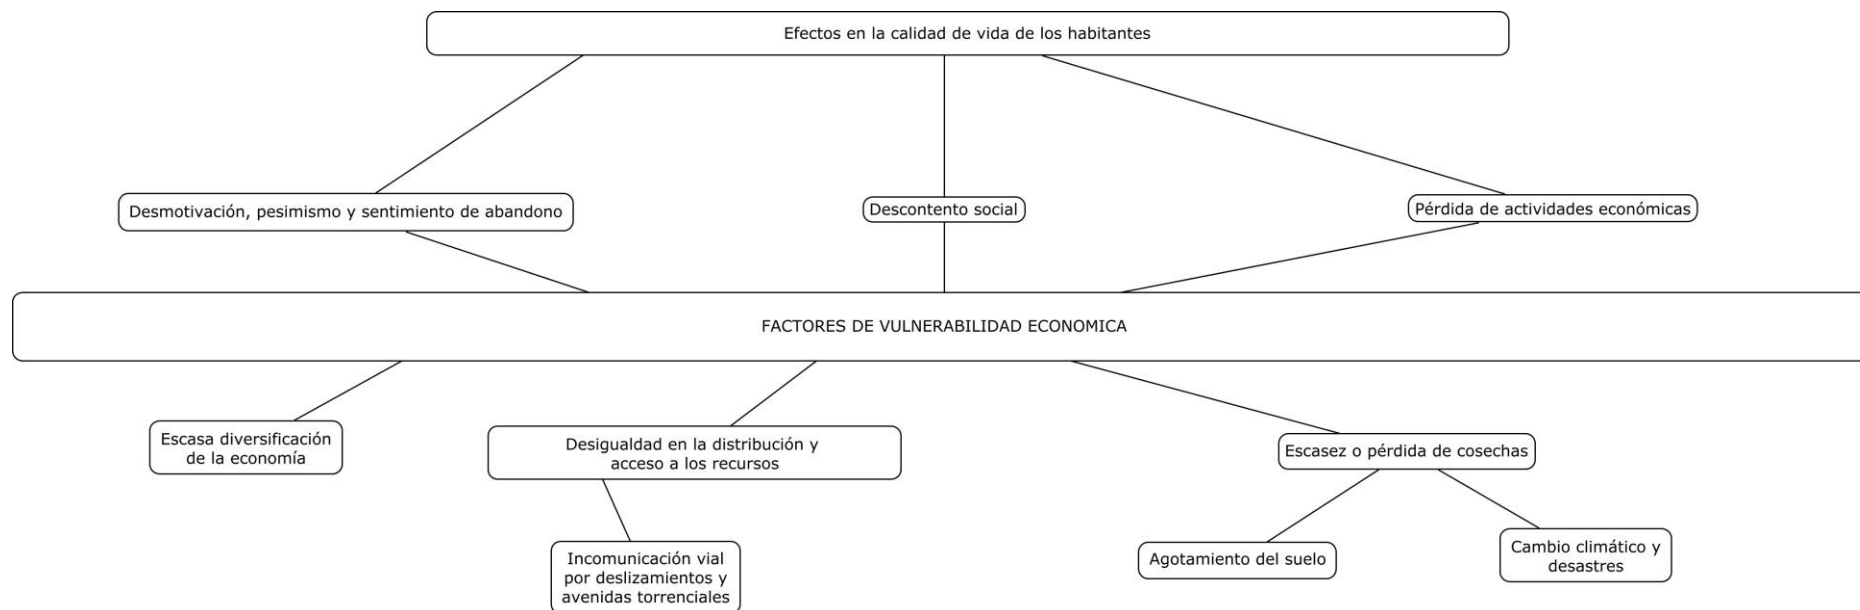 Efectos en la calidad de vida de los habitantes
Desmotivación, pesimismo y sentimiento de abandono
Descontento social
Pérdida de actividades económicas
FACTORES DE VULNERABILIDAD ECONOMICA
Escasa diversificación
de la economía
Desigualdad en la distribución y
acceso a los recursos
Escasez o pérdida de cosechas
Incomunicación vial
por deslizamientos y
avenidas torrenciales
Agotamiento del suelo
Cambio climático y
desastres